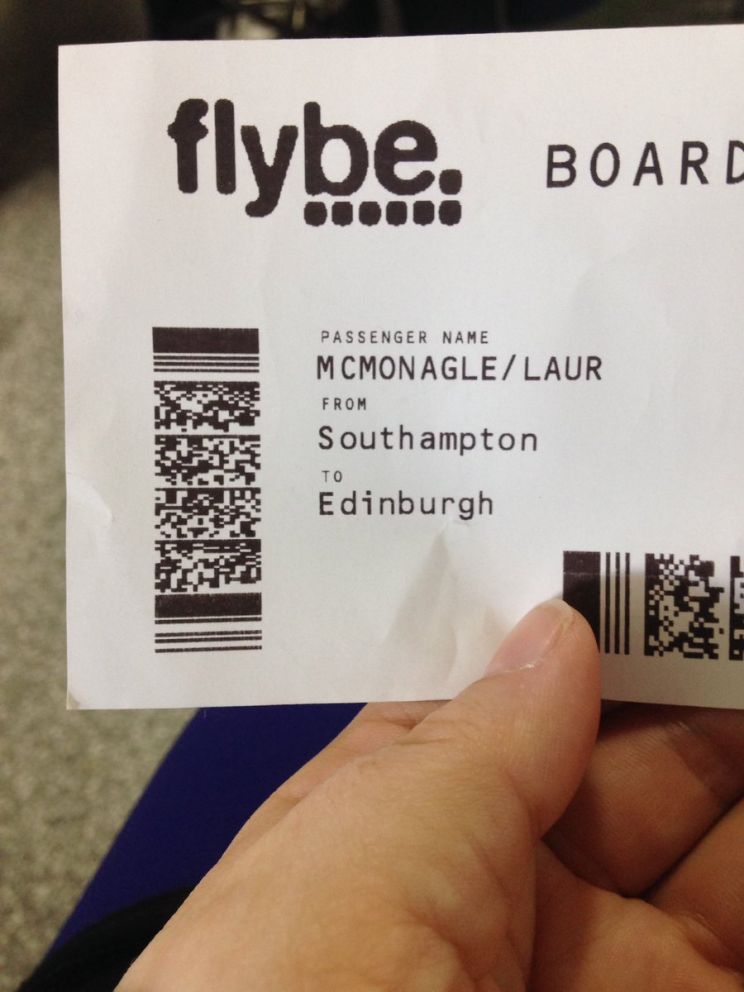 flybe.
BOARD
PASSENGER NAME
MCMONAGLE/LAUR
FROM
Southampton
TO
Edinburgh